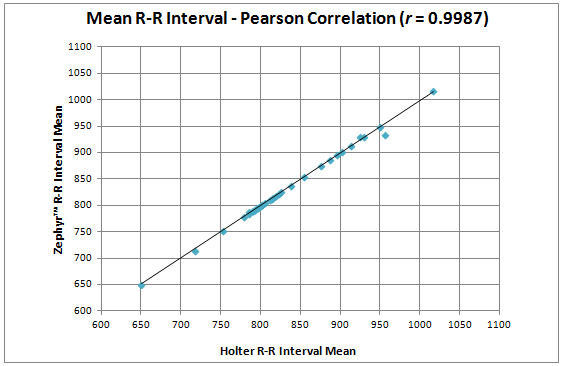 Mean R-R Interval - Pearson Correlation (r = 0.9987)
1100
1050
1000
950
900
850
800
750
700
650
600
Zephyr™ R-R Interval Mean
600 650 700 750 800 850 900 950 1000 1050 1100
Holter R-R Interval Mean